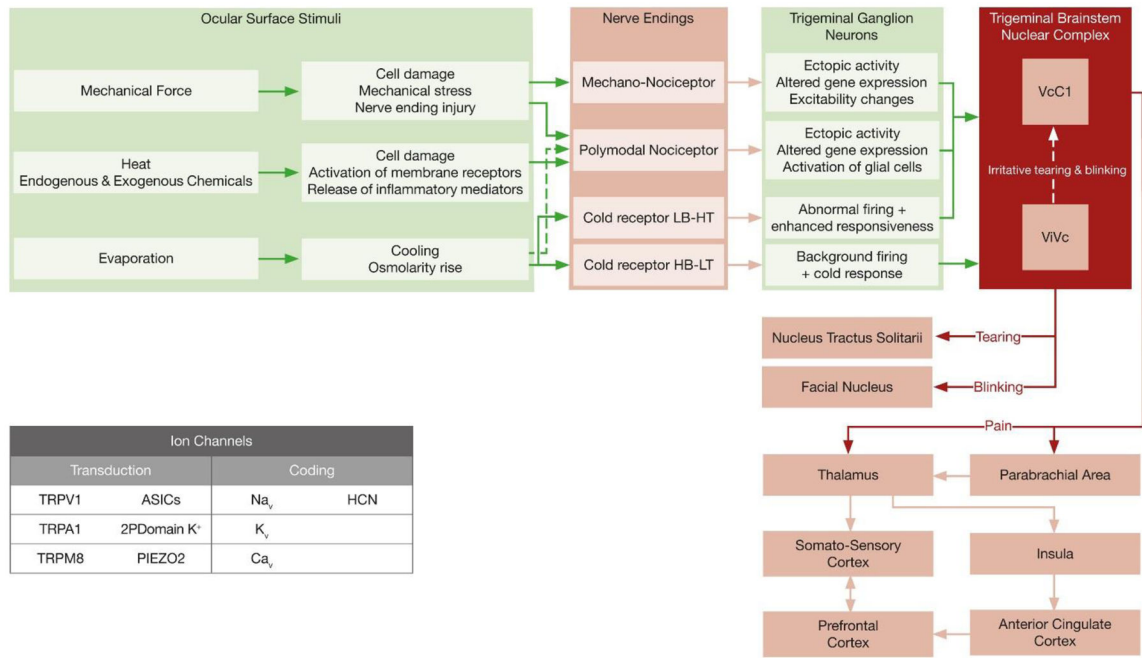 Ocular Surface Stimuli
Mechanical Force
Cell damage
Mechanical stress
Nerve ending injury
Heat
Endogenous & Exogenous Chemicals
Cell damage
Activation of membrane receptors
Release of inflammatory mediators
Evaporation
Cooling
Osmolarity rise
Nerve Endings
Mechano-Nociceptor
Polymodal Nociceptor
Cold receptor LB-HT
Cold receptor HB-LT
Trigeminal Ganglion
Neurons
Ectopic activity
Altered gene expression
Excitability changes
Ectopic activity
Altered gene expression
Activation of glial cells
Abnormal firing +
enhanced responsiveness
Background firing
+ cold response
Trigeminal Brainstem
Nuclear Complex
VcC1
Irritative tearing & blinking
ViVc
Nucleus Tractus Solitarii
Tearing
Facial Nucleus
Blinking
Pain
Thalamus
Parabrachial Area
Somato-Sensory
Cortex
Insula
Prefrontal
Cortex
Anterior Cingulate
Cortex
Ion Channels
Transduction Coding
TRPV1 ASICs Naᵥ HCN
TRPA1 2PDomain K⁺ Kᵥ
TRPM8 PIEZO2 Caᵥ